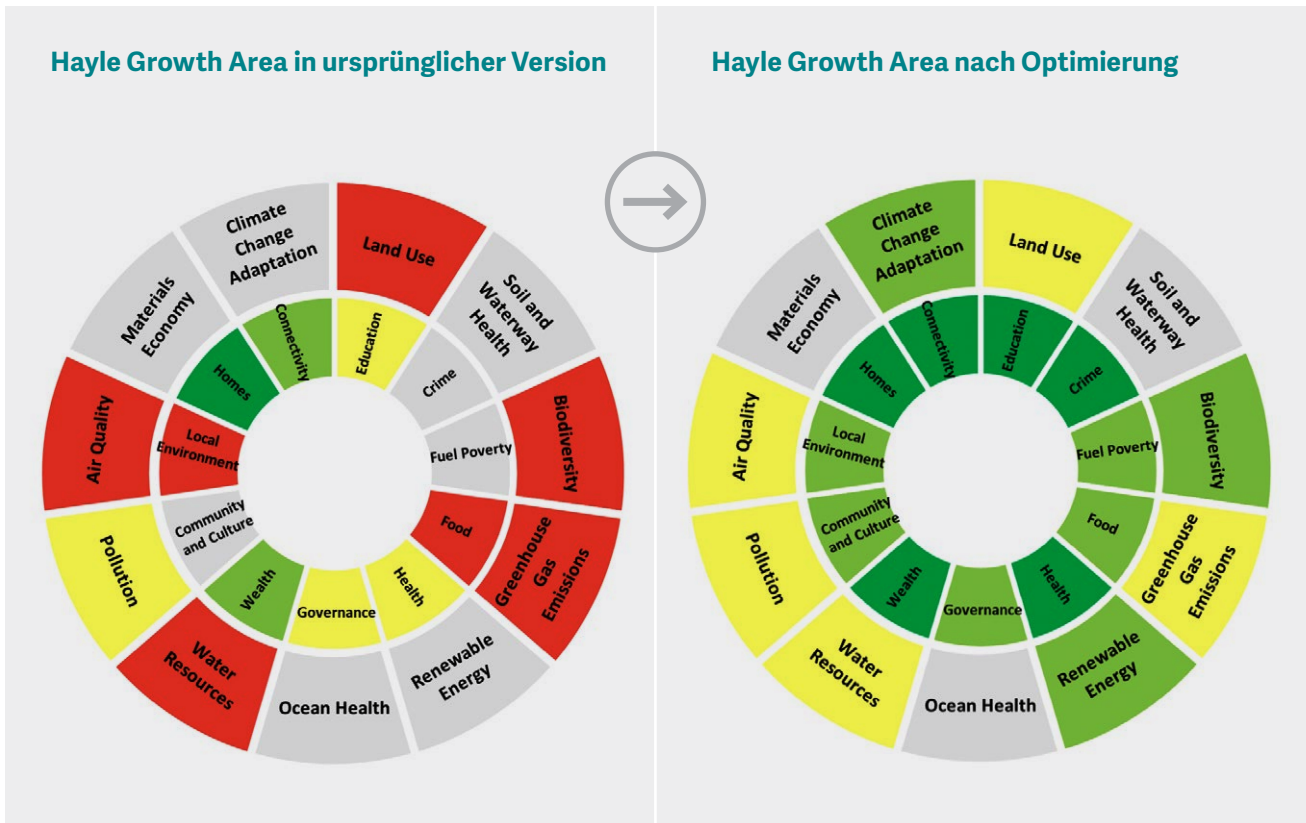 Hayle Growth Area in ursprünglicher Version
Climate
Change
Adaptation
Land Use
Soil and
Waterway
Health
Biodiversity
Greenhouse
Gas
Emissions
Renewable
Energy
Ocean Health
Water
Resources
Pollution
Air Quality
Materials
Economy
Connectivity
Education
Crime
Fuel Poverty
Food
Health
Governance
Wealth
Community
and Culture
Local
Environment
Homes
Hayle Growth Area nach Optimierung
Climate
Change
Adaptation
Land Use
Soil and
Waterway
Health
Biodiversity
Greenhouse
Gas
Emissions
Renewable
Energy
Ocean Health
Water
Resources
Pollution
Air Quality
Materials
Economy
Connectivity
Education
Crime
Fuel Poverty
Food
Health
Governance
Wealth
Community
and Culture
Local
Environment
Homes